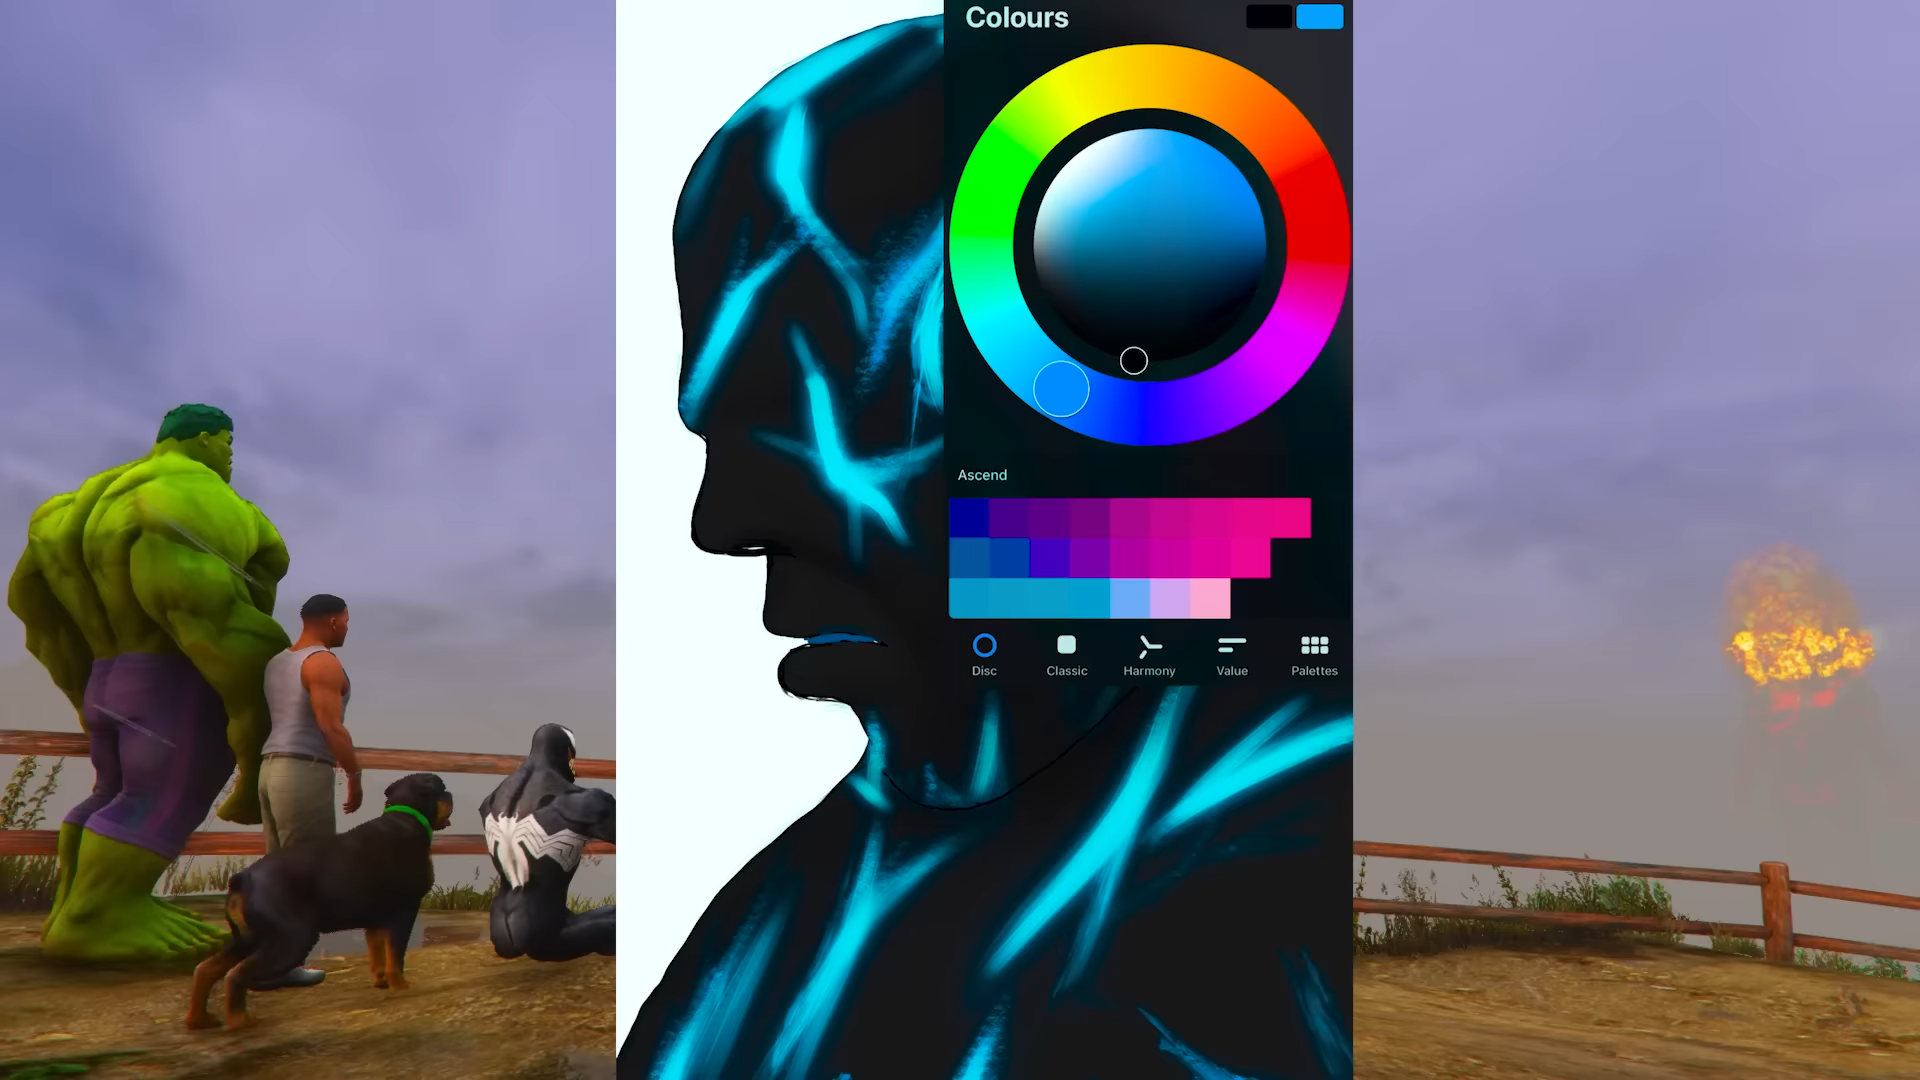 Colours
Ascend
Disc
Classic
Harmony
Value
Palettes